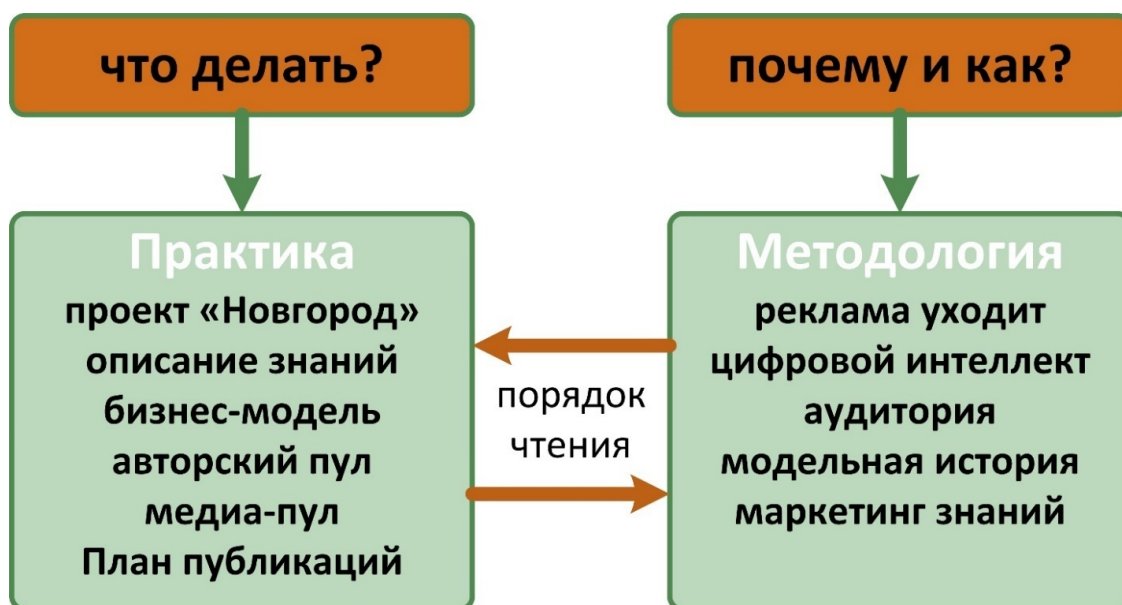 что делать?
почему и как?
Практика
проект «Новгород»
описание знаний
бизнес-модель
авторский пул
медиа-пул
План публикаций
порядок
чтения
Методология
реклама уходит
цифровой интеллект
аудитория
модельная история
маркетинг знаний